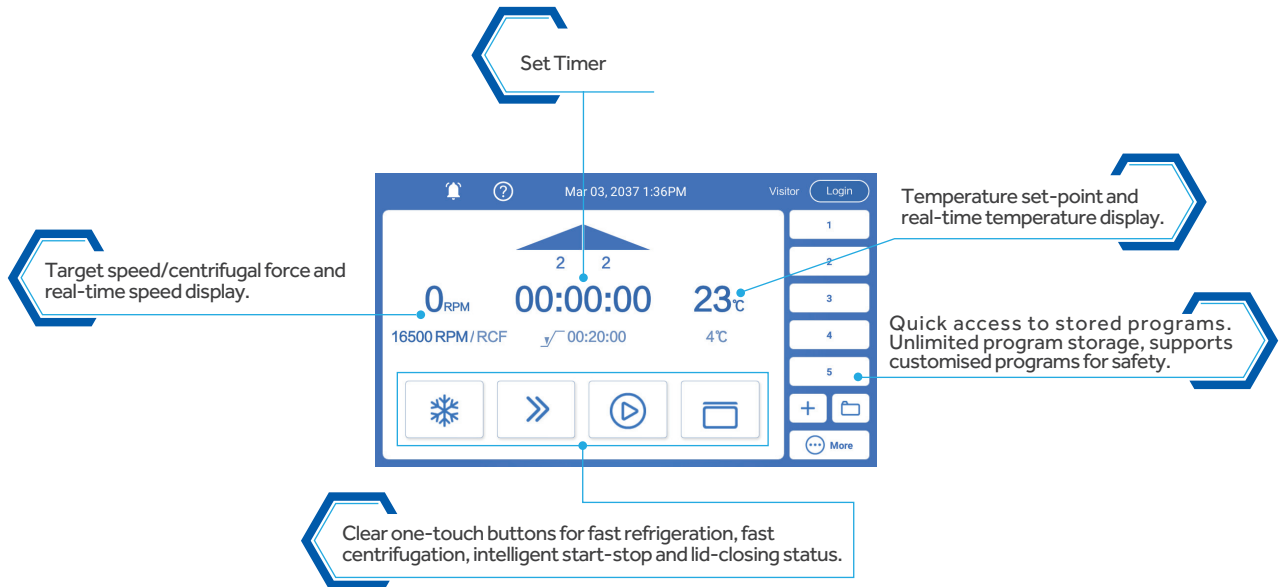 Set Timer
Mar 03, 2037 1:36PM
Visitor
Login
Temperature set-point and
real-time temperature display.
Target speed/centrifugal force and
real-time speed display.
2 2
0RPM
00:00:00
23℃
16500 RPM/RCF
00:20:00
4℃
1
2
3
4
5
Quick access to stored programs.
Unlimited program storage, supports
customised programs for safety.
More
Clear one-touch buttons for fast refrigeration, fast
centrifugation, intelligent start-stop and lid-closing status.